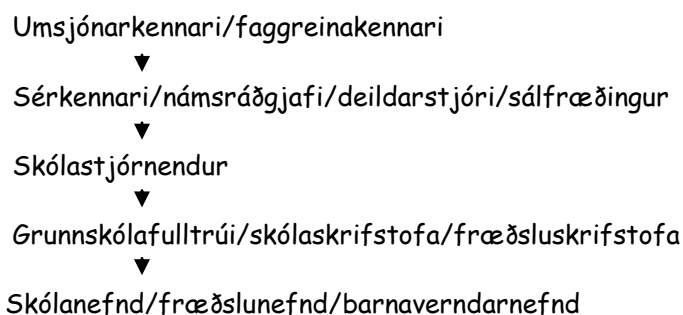 Umsjónarkennari/faggreinakennari
Sérkennari/námsráðgjafi/deildarstjóri/sálfræðingur
Skólastjórnendur
Grunnskólafulltrúi/skólaskrifstofa/fræðsluskrifstofa
Skólanefnd/fræðslunefnd/barnaverndarnefnd